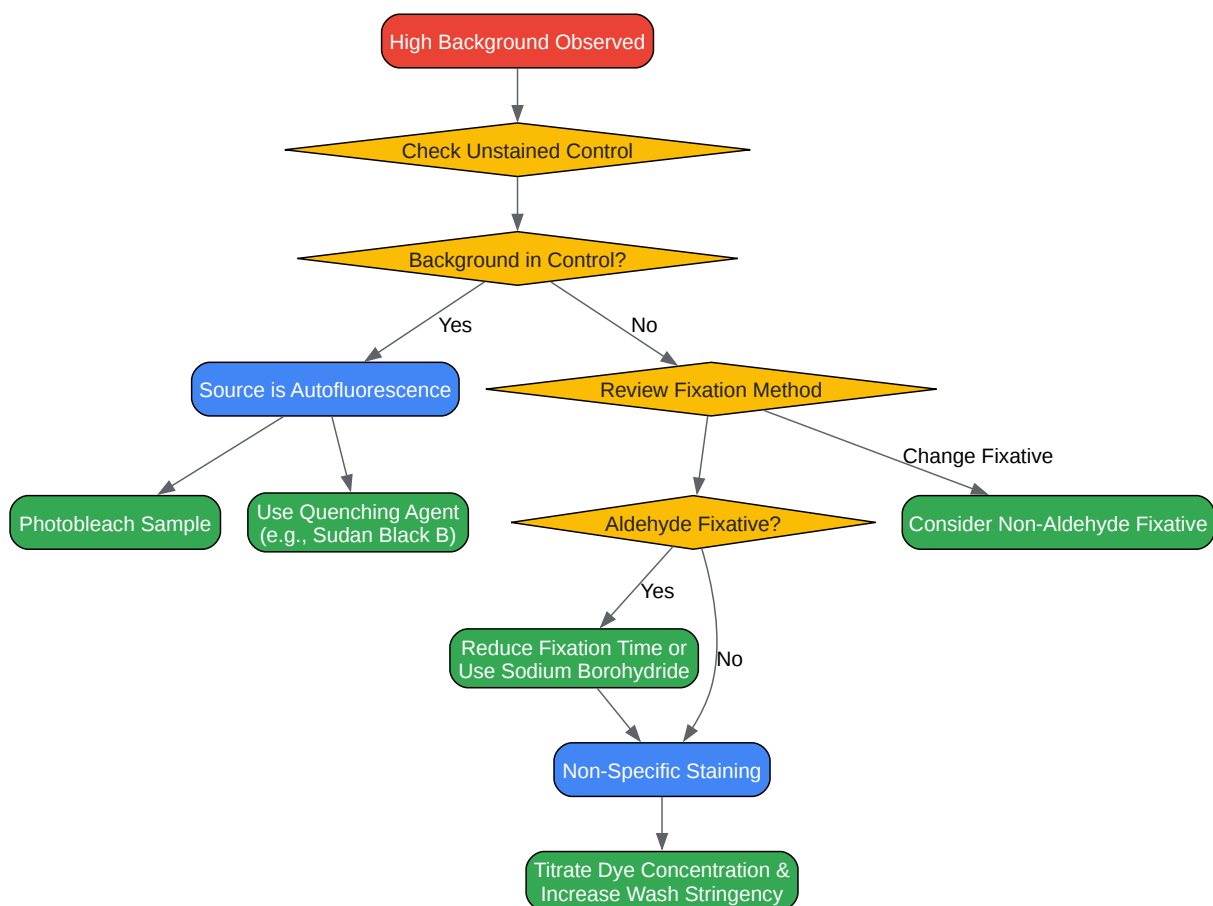 High Background Observed
Check Unstained Control
Background in Control?
Yes
No
Source is Autofluorescence
Review Fixation Method
Change Fixative
Photobleach Sample
Use Quenching Agent
(e.g., Sudan Black B)
Aldehyde Fixative?
Consider Non-Aldehyde Fixative
Yes
No
Reduce Fixation Time or
Use Sodium Borohydride
Non-Specific Staining
Titrate Dye Concentration &
Increase Wash Stringency